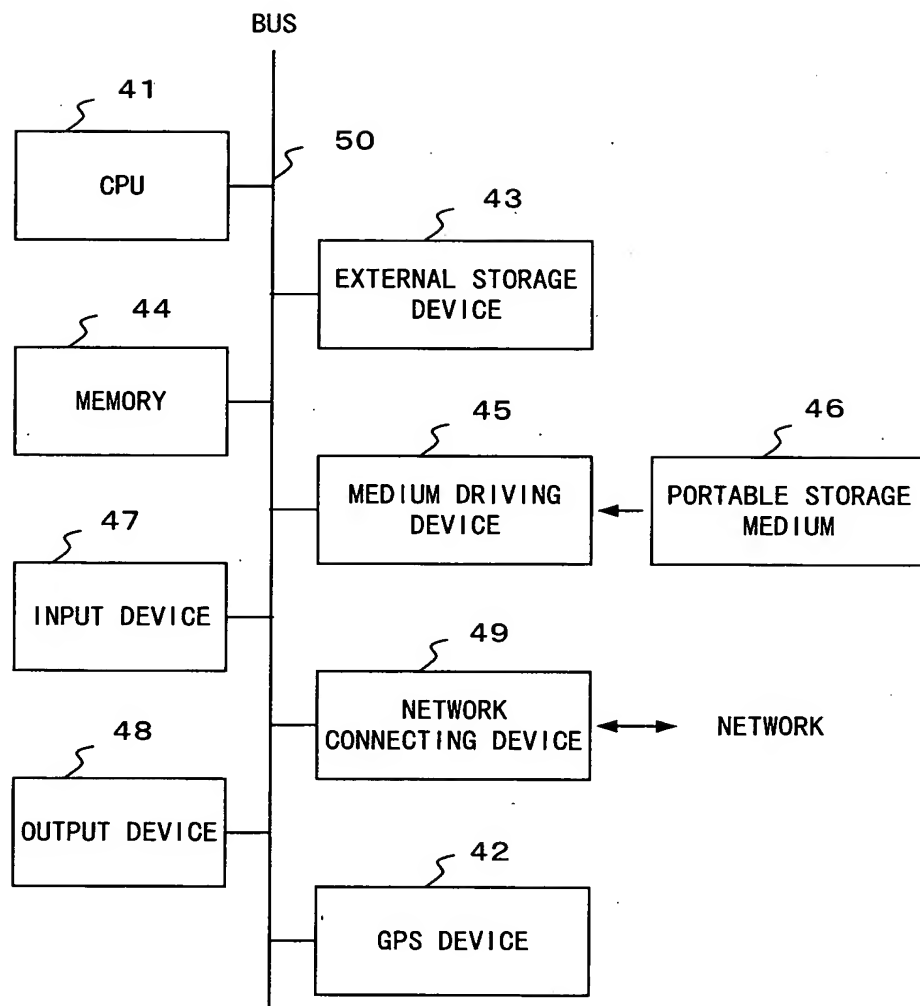 BUS
41
CPU
50
43
EXTERNAL STORAGE
DEVICE
44
MEMORY
45
MEDIUM DRIVING
DEVICE
46
PORTABLE STORAGE
MEDIUM
47
INPUT DEVICE
49
NETWORK
CONNECTING DEVICE
NETWORK
48
OUTPUT DEVICE
42
GPS DEVICE